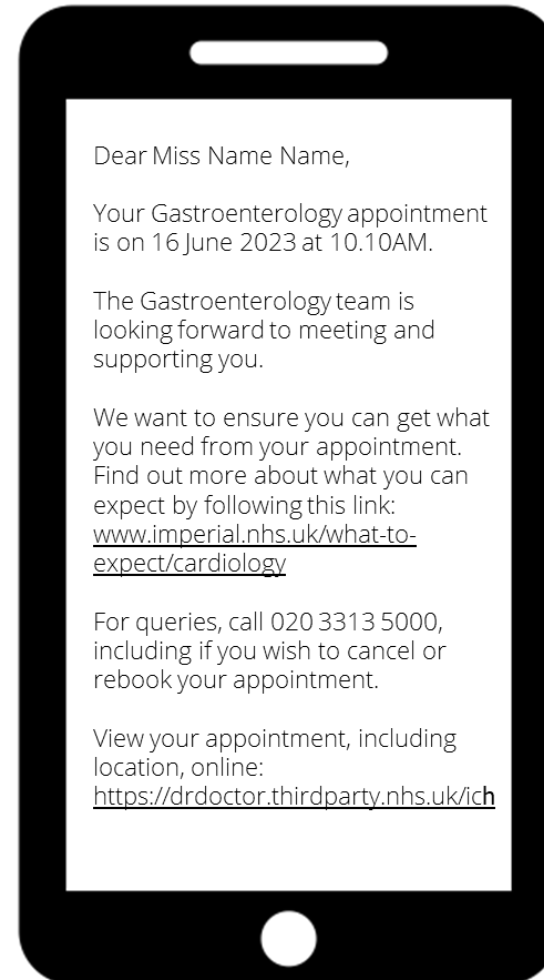 Dear Miss Name Name,
Your Gastroenterology appointment
is on 16 June 2023 at 10.10AM.
The Gastroenterology team is
looking forward to meeting and
supporting you.
We want to ensure you can get what
you need from your appointment.
Find out more about what you can
expect by following this link:
www.imperial.nhs.uk/what-to-
expect/cardiology
For queries, call 020 3313 5000,
including if you wish to cancel or
rebook your appointment.
View your appointment, including
location, online:
https://drdoctor.thirdparty.nhs.uk/ich